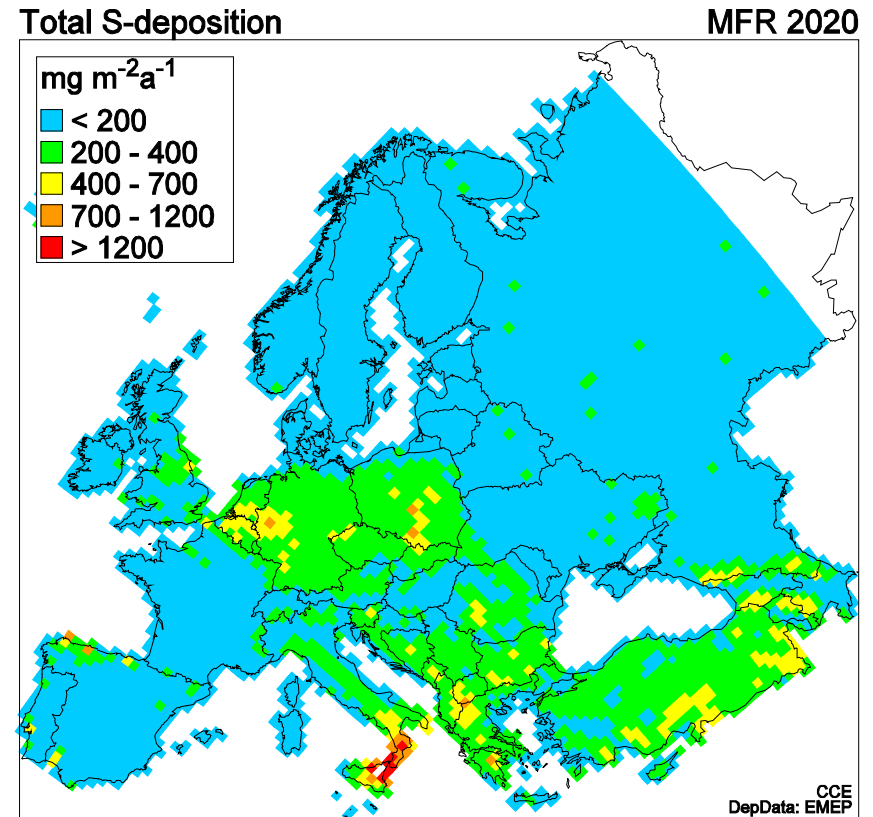 Total S-deposition MFR 2020
mg m-2a-1
< 200
200 - 400
400 - 700
700 - 1200
> 1200
CCE
DepData: EMEP